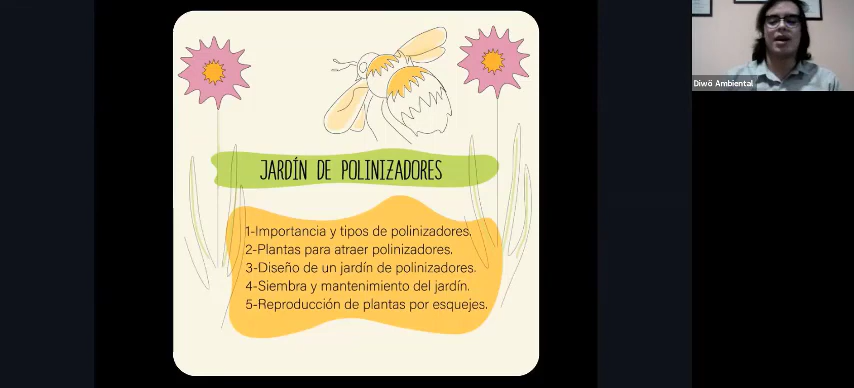 JARDÍN DE POLINIZADORES
1-Importancia y tipos de polinizadores.
2-Plantas para atraer polinizadores.
3-Diseño de un jardín de polinizadores.
4-Siembra y mantenimiento del jardín.
5-Reproducción de plantas por esquejes.
Diwö Ambiental